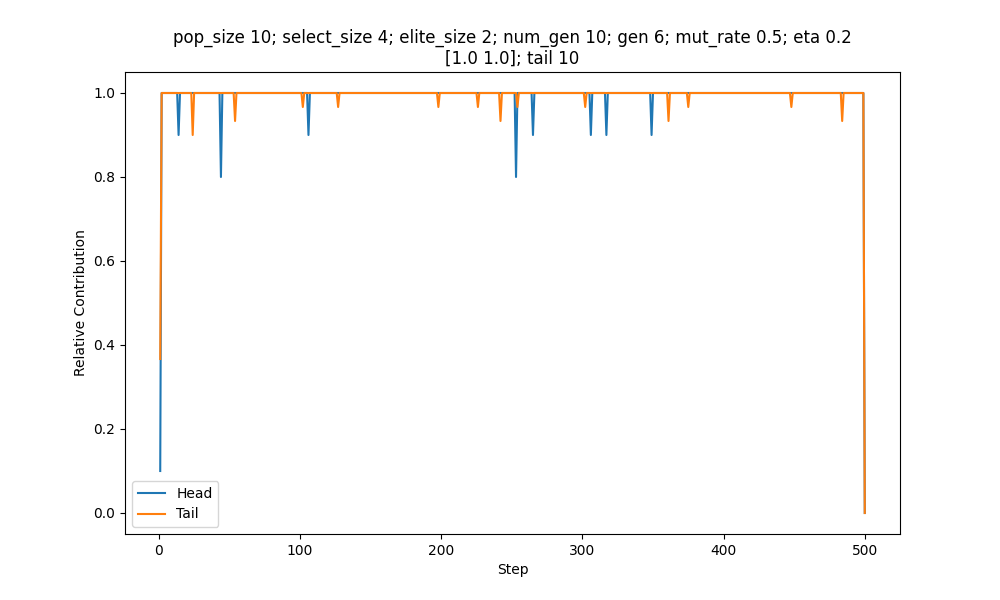 pop_size 10; select_size 4; elite_size 2; num_gen 10; gen 6; mut_rate 0.5; eta 0.2
[1.0 1.0]; tail 10
1.0
0.8
0.6
0.4
0.2
0.0
Relative Contribution
Head
Tail
0
100
200
300
400
500
Step